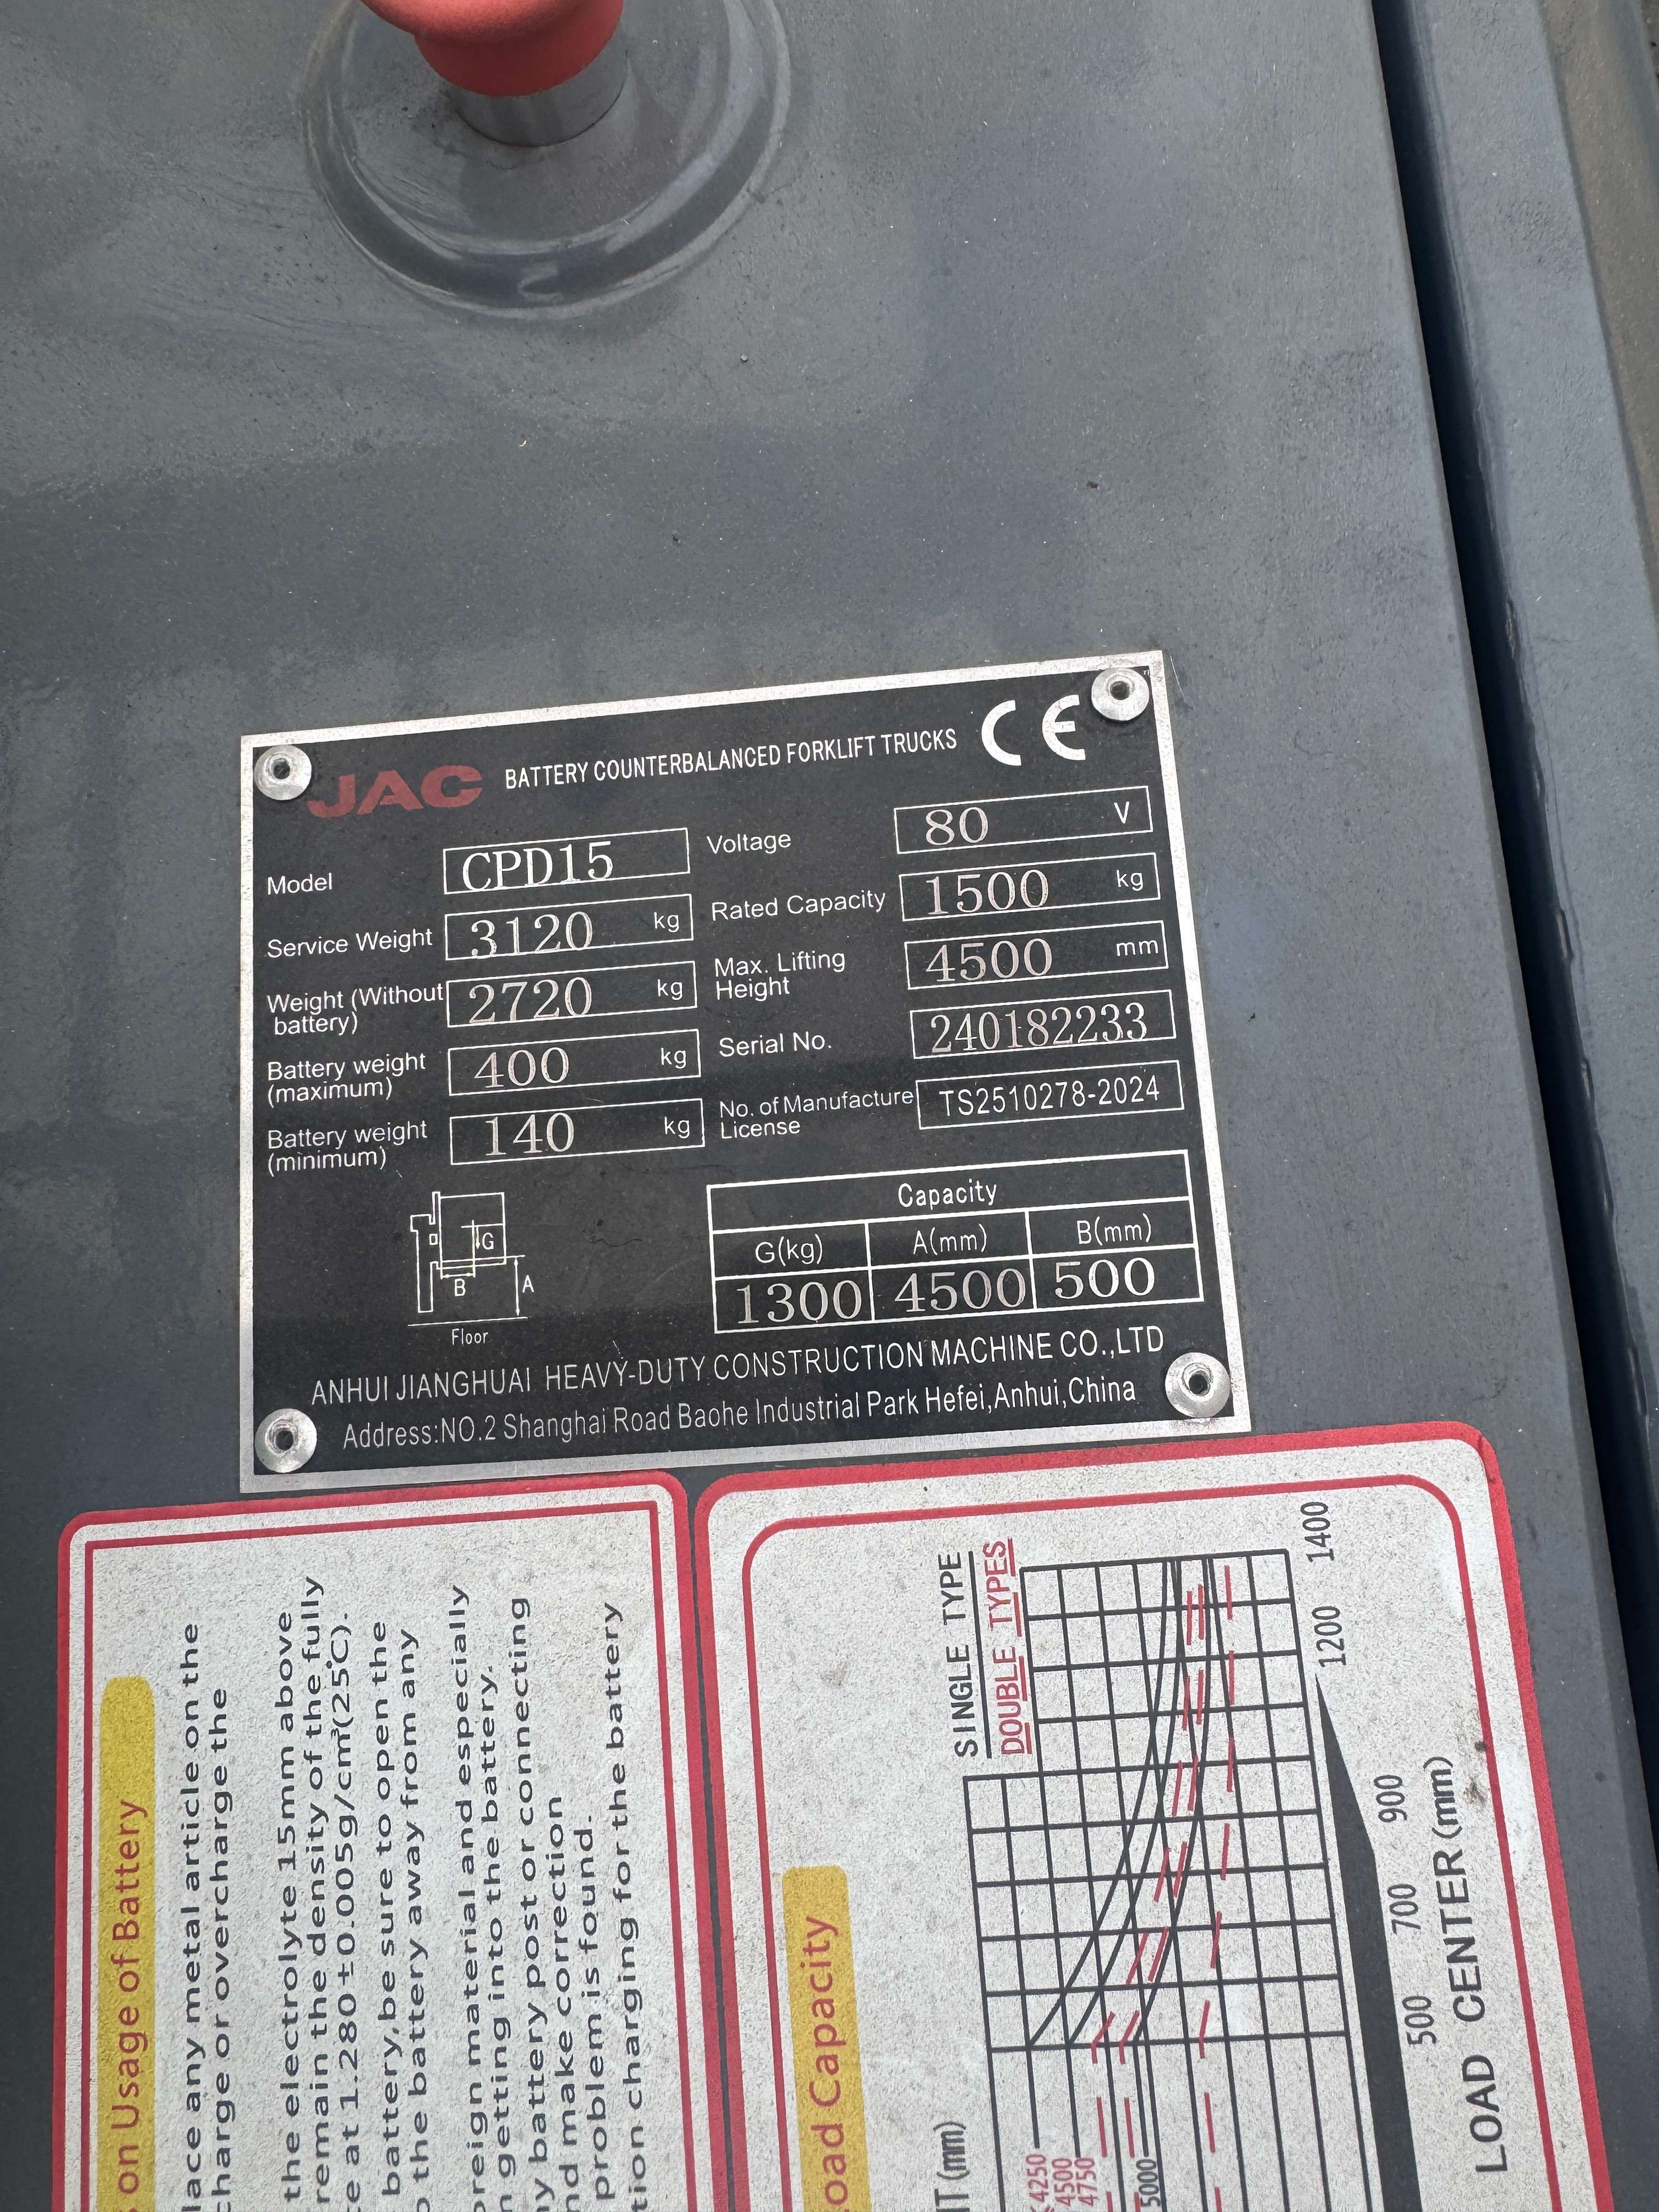 JAC BATTERY COUNTERBALANCED FORKLIFT TRUCKS CE
Model CPD15
Service Weight 3120 kg
Weight (Without battery) 2720 kg
Battery weight (maximum) 400 kg
Battery weight (minimum) 140 kg
Voltage 80 V
Rated Capacity 1500 kg
Max. Lifting Height 4500 mm
Serial No. 240182233
No. of Manufacture License TS2510278-2024
G
B
A
Floor
Capacity
G(kg) A(mm) B(mm)
1300 4500 500
ANHUI JIANGHUAI HEAVY-DUTY CONSTRUCTION MACHINE CO.,LTD
Address:NO.2 Shanghai Road Baohe Industrial Park Hefei,Anhui,China
on Usage of Battery
lace any metal article on the
charge or overcharge the
the electrolyte 15mm above
remain the density of the fully
at 1.280±0.005g/cm³(25°C).
battery,be sure to open the
the battery away from any
reign material and especially
getting into the battery.
battery post or connecting
nd make correction
problem is found.
tion charging for the battery
oad Capacity
SINGLE TYPE
DOUBLE TYPES
(mm)
4250
4500
4750
5000
500 700 900 1200 1400
LOAD CENTER(mm)